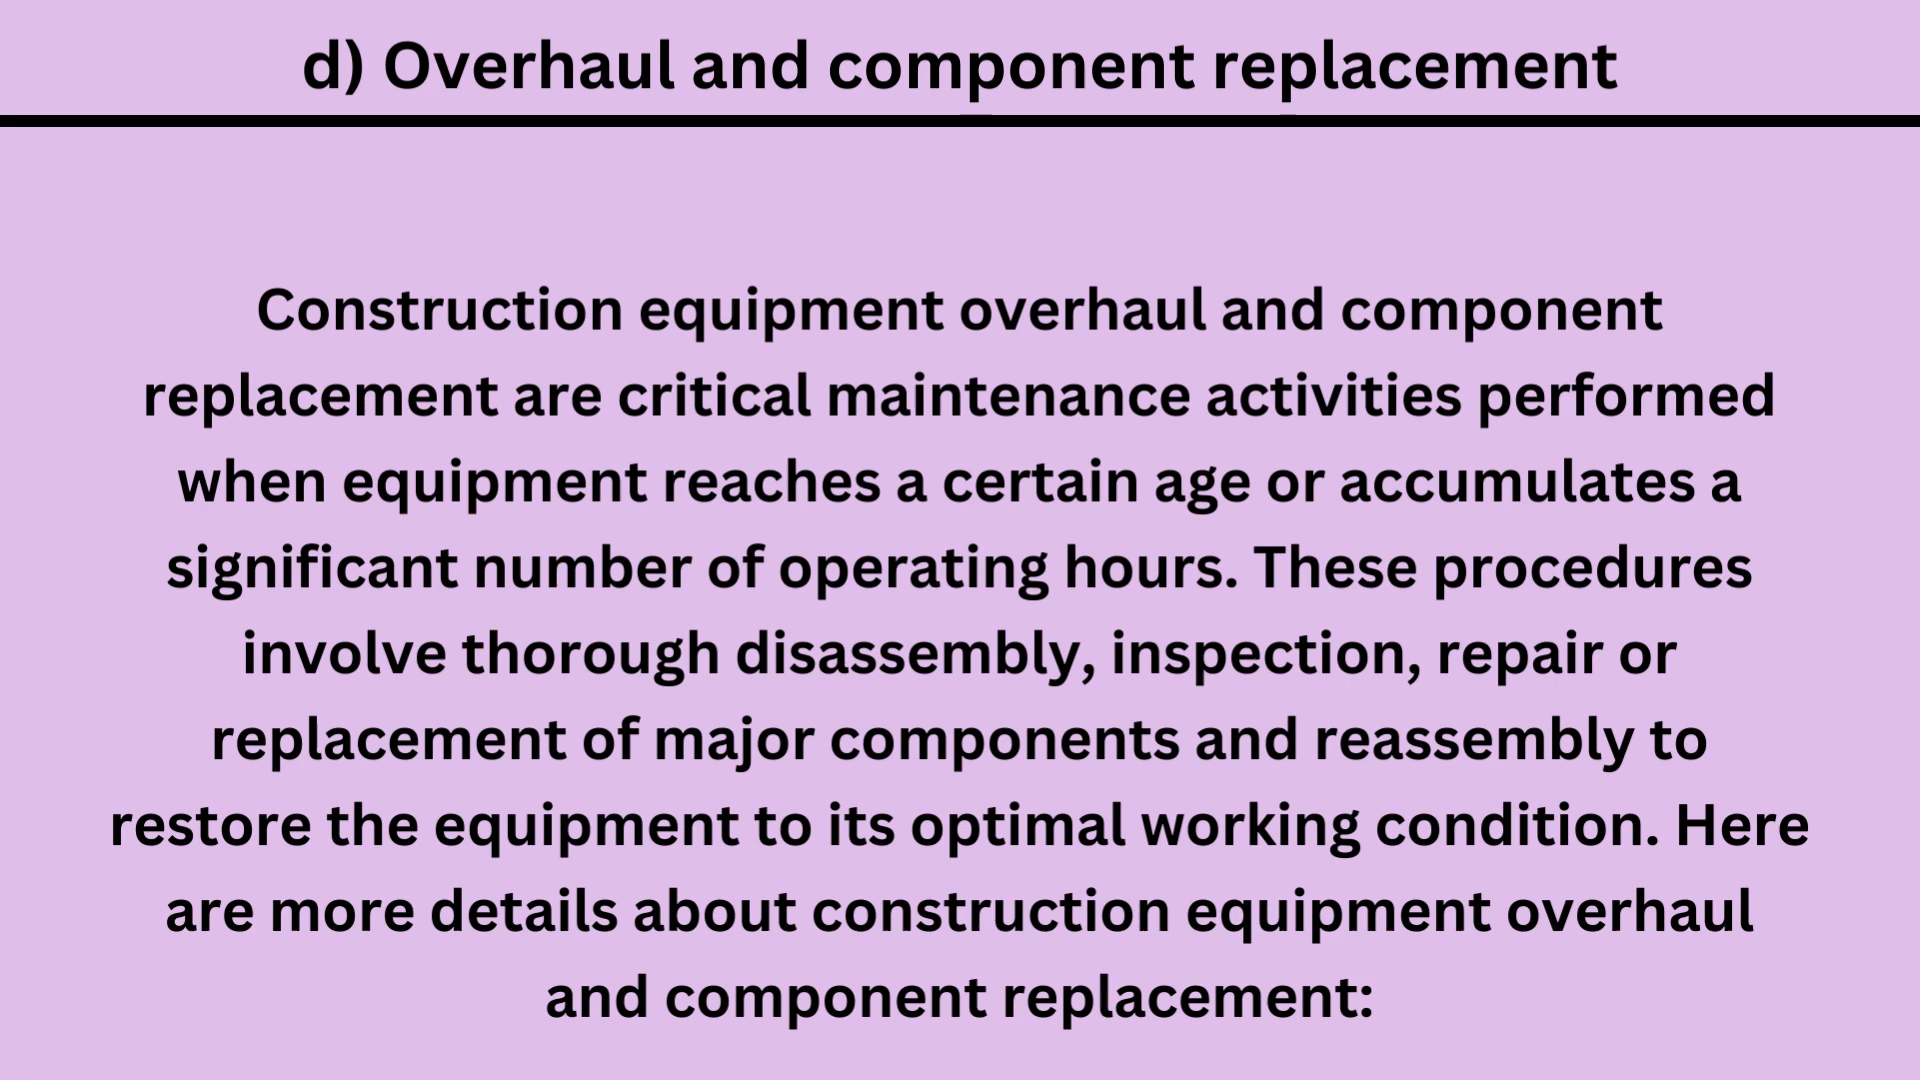 d) Overhaul and component replacement
Construction equipment overhaul and component
replacement are critical maintenance activities performed
when equipment reaches a certain age or accumulates a
significant number of operating hours. These procedures
involve thorough disassembly, inspection, repair or
replacement of major components and reassembly to
restore the equipment to its optimal working condition. Here
are more details about construction equipment overhaul
and component replacement: